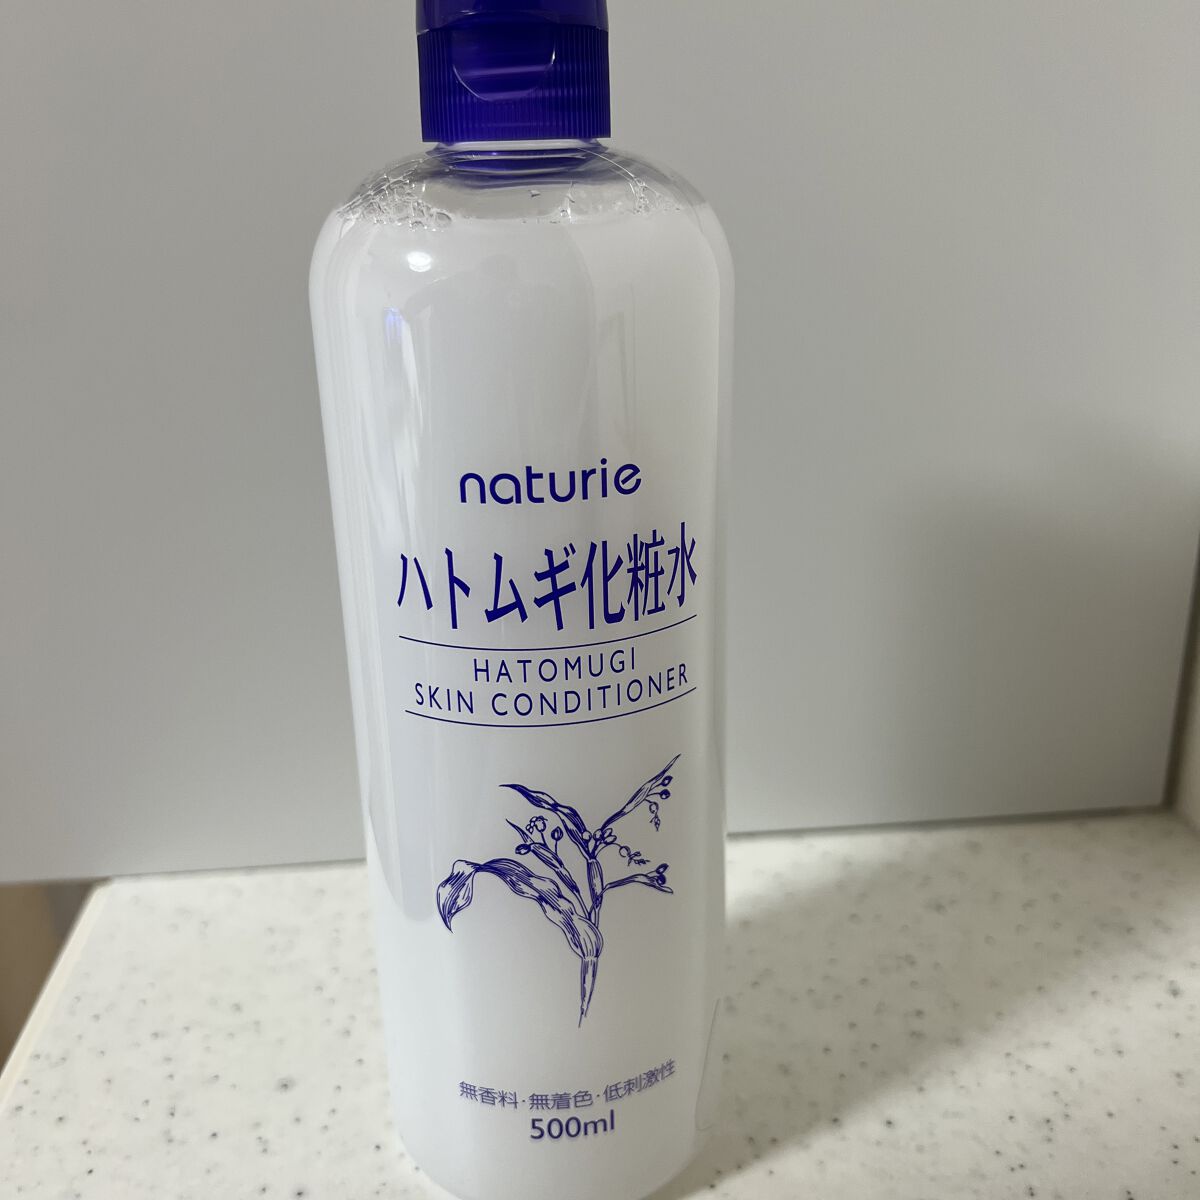 naturie
ハトムギ化粧水
HATOMUGI
SKIN CONDITIONER
無香料・無着色・低刺激性
500ml